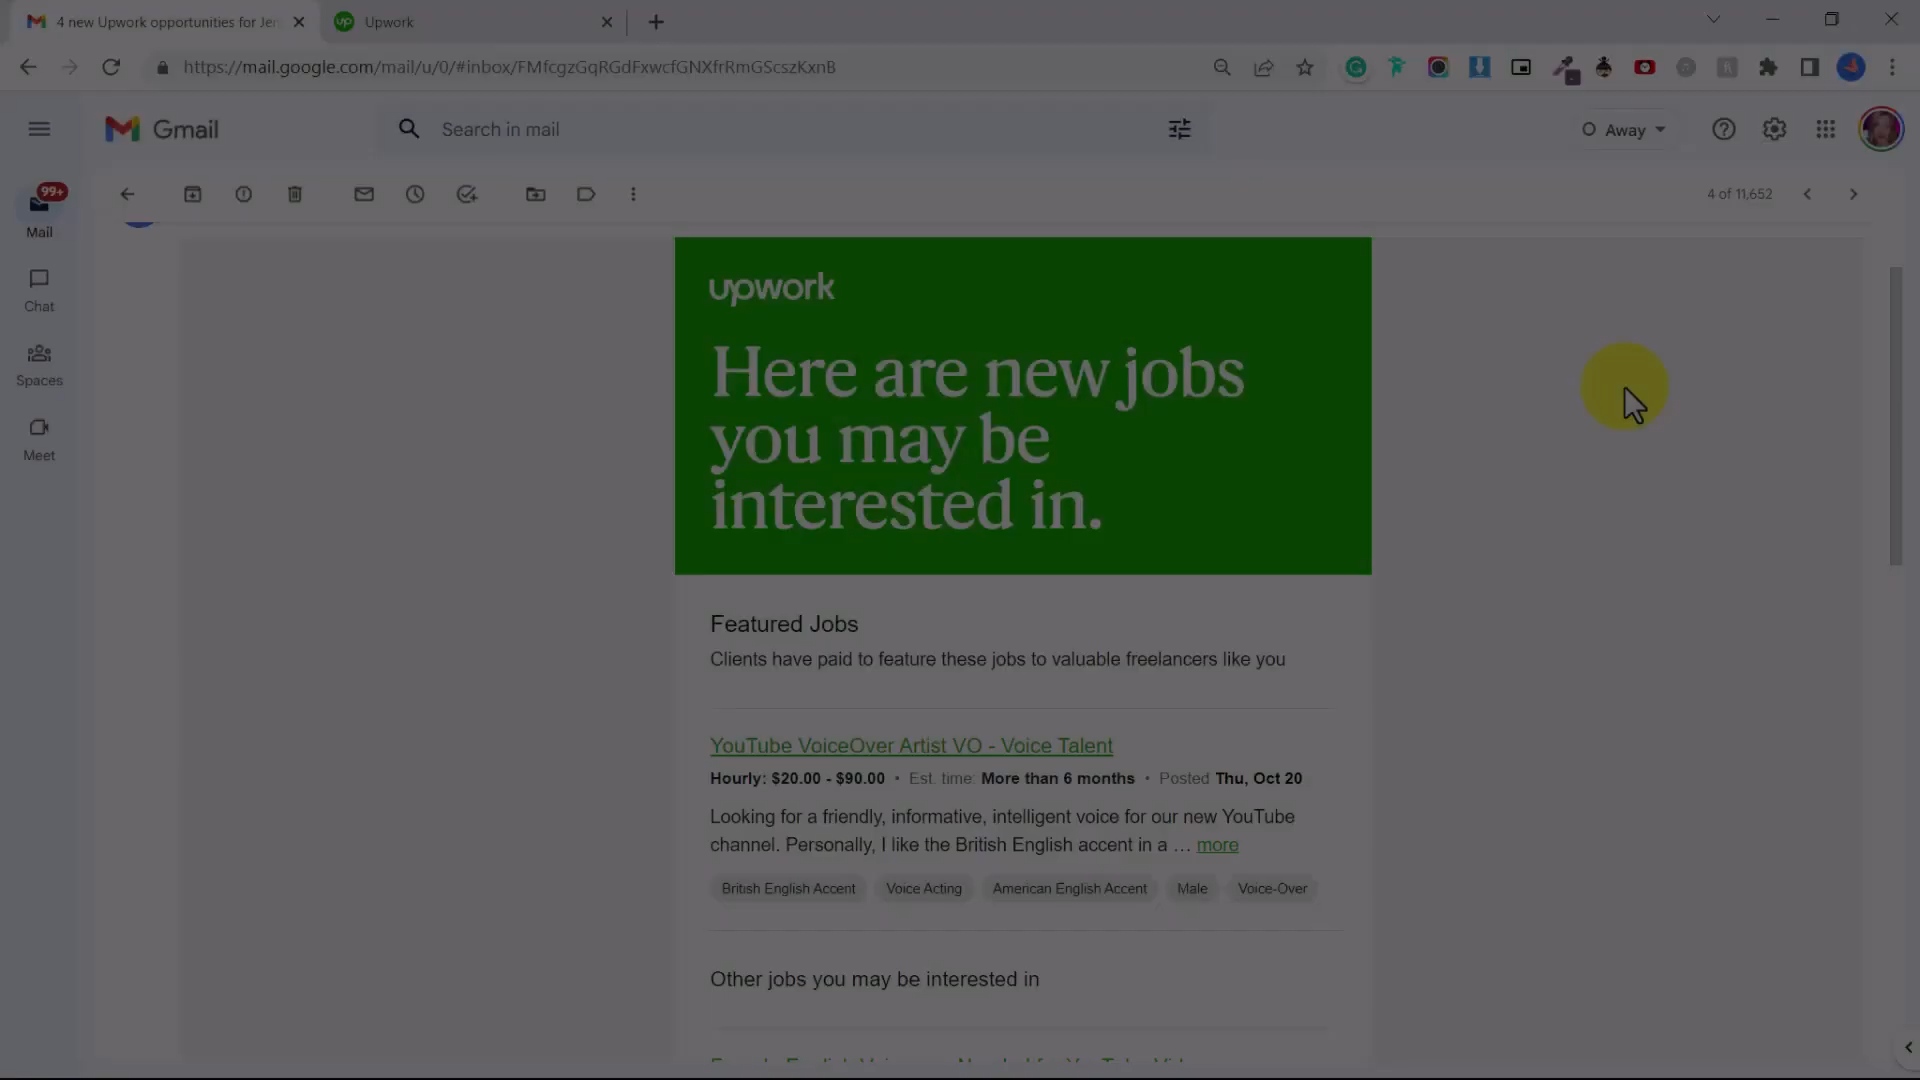 4 new Upwork opportunities for Jen
Upwork
https://mail.google.com/mail/u/0/#inbox/FMfcgzGqRGdFxwcfGNXfrRmGScszKxnB
Gmail
Search in mail
Away
99+
Mail
4 of 11,652
Chat
Spaces
Meet
upwork
Here are new jobs
you may be
interested in.
Featured Jobs
Clients have paid to feature these jobs to valuable freelancers like you
YouTube VoiceOver Artist VO - Voice Talent
Hourly: $20.00 - $90.00 • Est. time: More than 6 months • Posted Thu, Oct 20
Looking for a friendly, informative, intelligent voice for our new YouTube
channel. Personally, I like the British English accent in a … more
British English Accent Voice Acting American English Accent Male Voice-Over
Other jobs you may be interested in